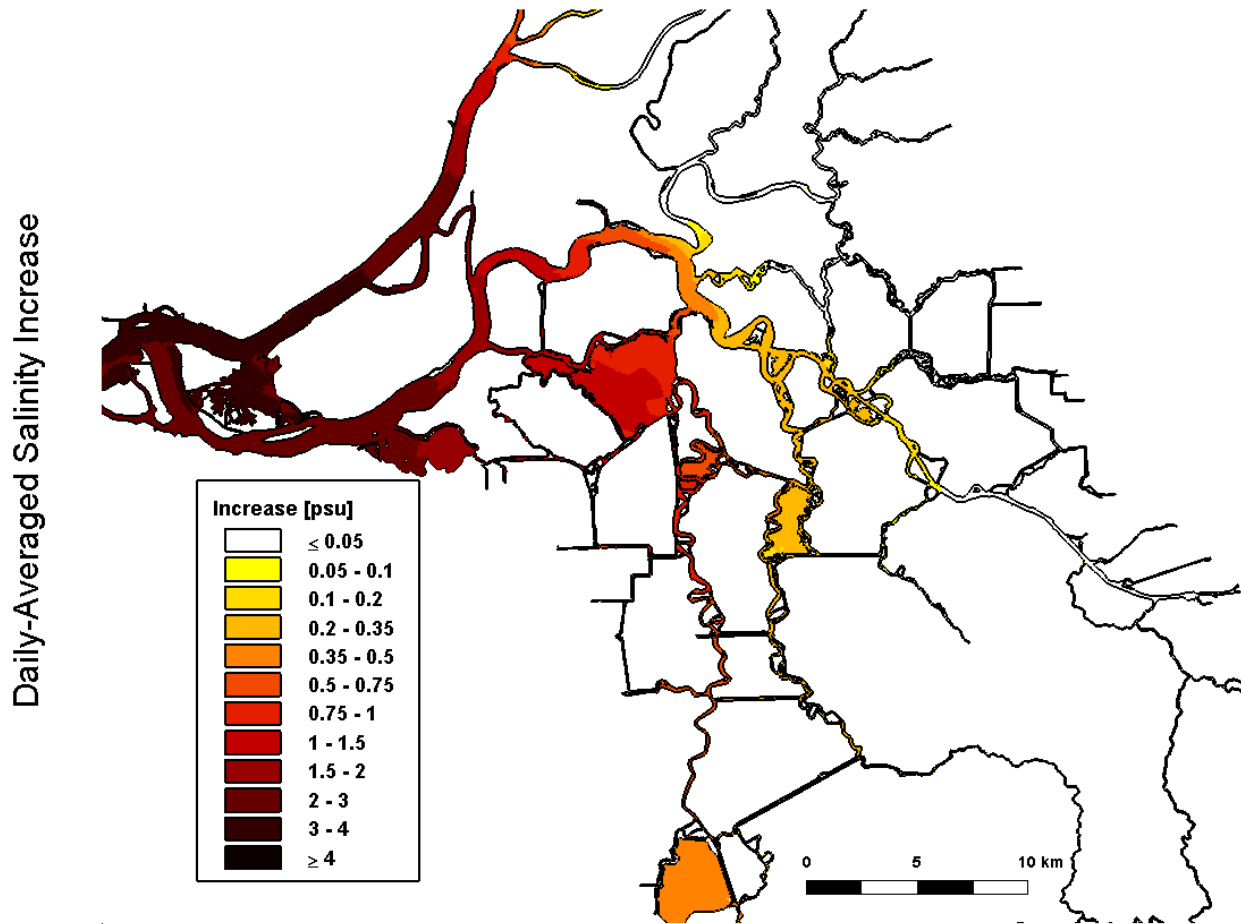 Daily-Averaged Salinity Increase
Increase [psu]
≤ 0.05
0.05 - 0.1
0.1 - 0.2
0.2 - 0.35
0.35 - 0.5
0.5 - 0.75
0.75 - 1
1 - 1.5
1.5 - 2
2 - 3
3 - 4
≥ 4
0 5 10 km